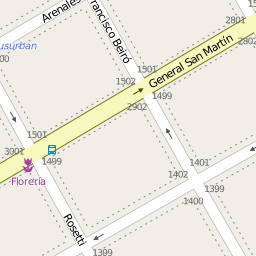 Arenales
Francisco Beiró
2801
usurban
General San Martín
2802
1501
1499
1502
2902
1501
3001
1499
Florería
1401
1402
1399
1400
Rosetti
1399